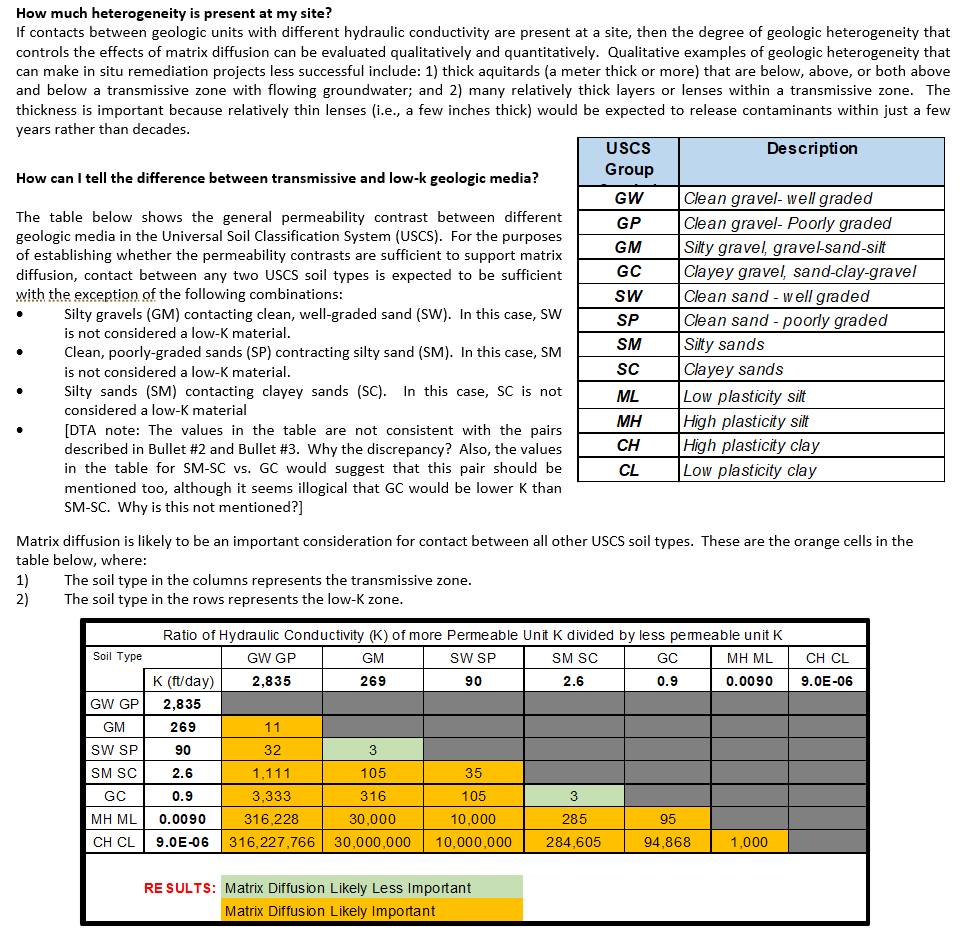 How much heterogeneity is present at my site?
If contacts between geologic units with different hydraulic conductivity are present at a site, then the degree of geologic heterogeneity that
controls the effects of matrix diffusion can be evaluated qualitatively and quantitatively. Qualitative examples of geologic heterogeneity that
can make in situ remediation projects less successful include: 1) thick aquitards (a meter thick or more) that are below, above, or both above
and below a transmissive zone with flowing groundwater; and 2) many relatively thick layers or lenses within a transmissive zone. The
thickness is important because relatively thin lenses (i.e., a few inches thick) would be expected to release contaminants within just a few
years rather than decades.
How can I tell the difference between transmissive and low-k geologic media?
The table below shows the general permeability contrast between different
geologic media in the Universal Soil Classification System (USCS). For the purposes
of establishing whether the permeability contrasts are sufficient to support matrix
diffusion, contact between any two USCS soil types is expected to be sufficient
with the exception of the following combinations:
• Silty gravels (GM) contacting clean, well-graded sand (SW). In this case, SW
is not considered a low-K material.
• Clean, poorly-graded sands (SP) contracting silty sand (SM). In this case, SM
is not considered a low-K material.
• Silty sands (SM) contacting clayey sands (SC). In this case, SC is not
considered a low-K material
• [DTA note: The values in the table are not consistent with the pairs
described in Bullet #2 and Bullet #3. Why the discrepancy? Also, the values
in the table for SM-SC vs. GC would suggest that this pair should be
mentioned too, although it seems illogical that GC would be lower K than
SM-SC. Why is this not mentioned?]
USCS Description
Group
GW Clean gravel- well graded
GP Clean gravel- Poorly graded
GM Silty gravel, gravel-sand-silt
GC Clayey gravel, sand-clay-gravel
SW Clean sand - well graded
SP Clean sand - poorly graded
SM Silty sands
SC Clayey sands
ML Low plasticity silt
MH High plasticity silt
CH High plasticity clay
CL Low plasticity clay
Matrix diffusion is likely to be an important consideration for contact between all other USCS soil types. These are the orange cells in the
table below, where:
1) The soil type in the columns represents the transmissive zone.
2) The soil type in the rows represents the low-K zone.
Ratio of Hydraulic Conductivity (K) of more Permeable Unit K divided by less permeable unit K
Soil Type GW GP GM SW SP SM SC GC MH ML CH CL
K (ft/day) 2,835 269 90 2.6 0.9 0.0090 9.0E-06
GW GP 2,835
GM 269 11
SW SP 90 32 3
SM SC 2.6 1,111 105 35
GC 0.9 3,333 316 105 3
MH ML 0.0090 316,228 30,000 10,000 285 95
CH CL 9.0E-06 316,227,766 30,000,000 10,000,000 284,605 94,868 1,000
RESULTS: Matrix Diffusion Likely Less Important
Matrix Diffusion Likely Important